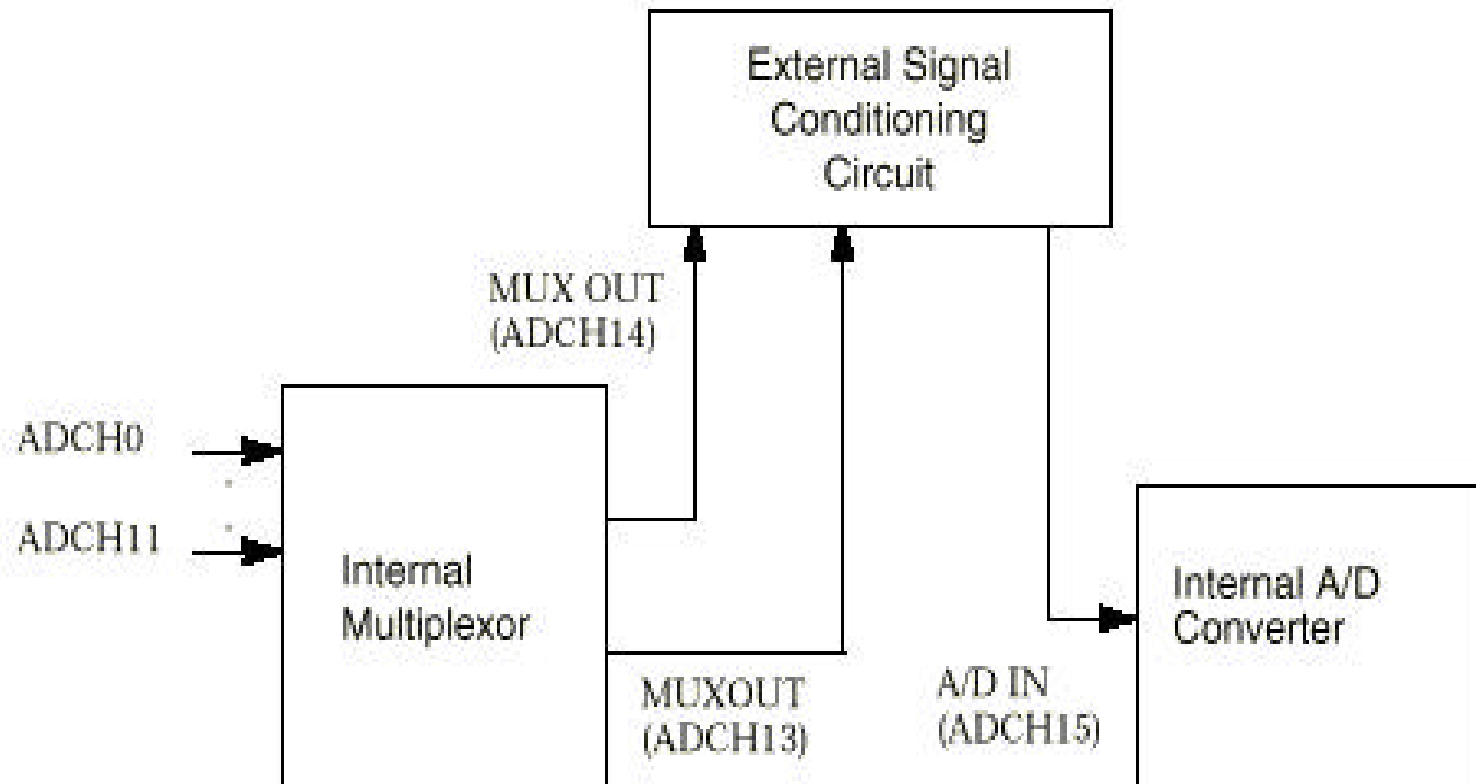 External Signal
Conditioning
Circuit
MUX OUT
(ADCH14)
ADCH0
ADCH11
Internal
Multiplexor
MUXOUT
(ADCH13)
A/D IN
(ADCH15)
Internal A/D
Converter